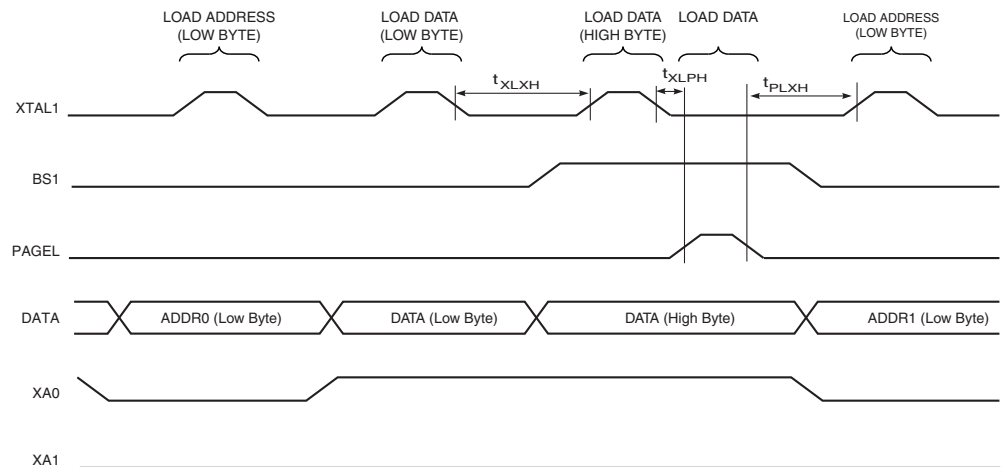 LOAD ADDRESS
(LOW BYTE)
LOAD DATA
(LOW BYTE)
LOAD DATA
(HIGH BYTE)
LOAD DATA
LOAD ADDRESS
(LOW BYTE)
tXLXH
tXLPH
tPLXH
XTAL1
BS1
PAGEL
DATA
ADDR0 (Low Byte)
DATA (Low Byte)
DATA (High Byte)
ADDR1 (Low Byte)
XA0
XA1